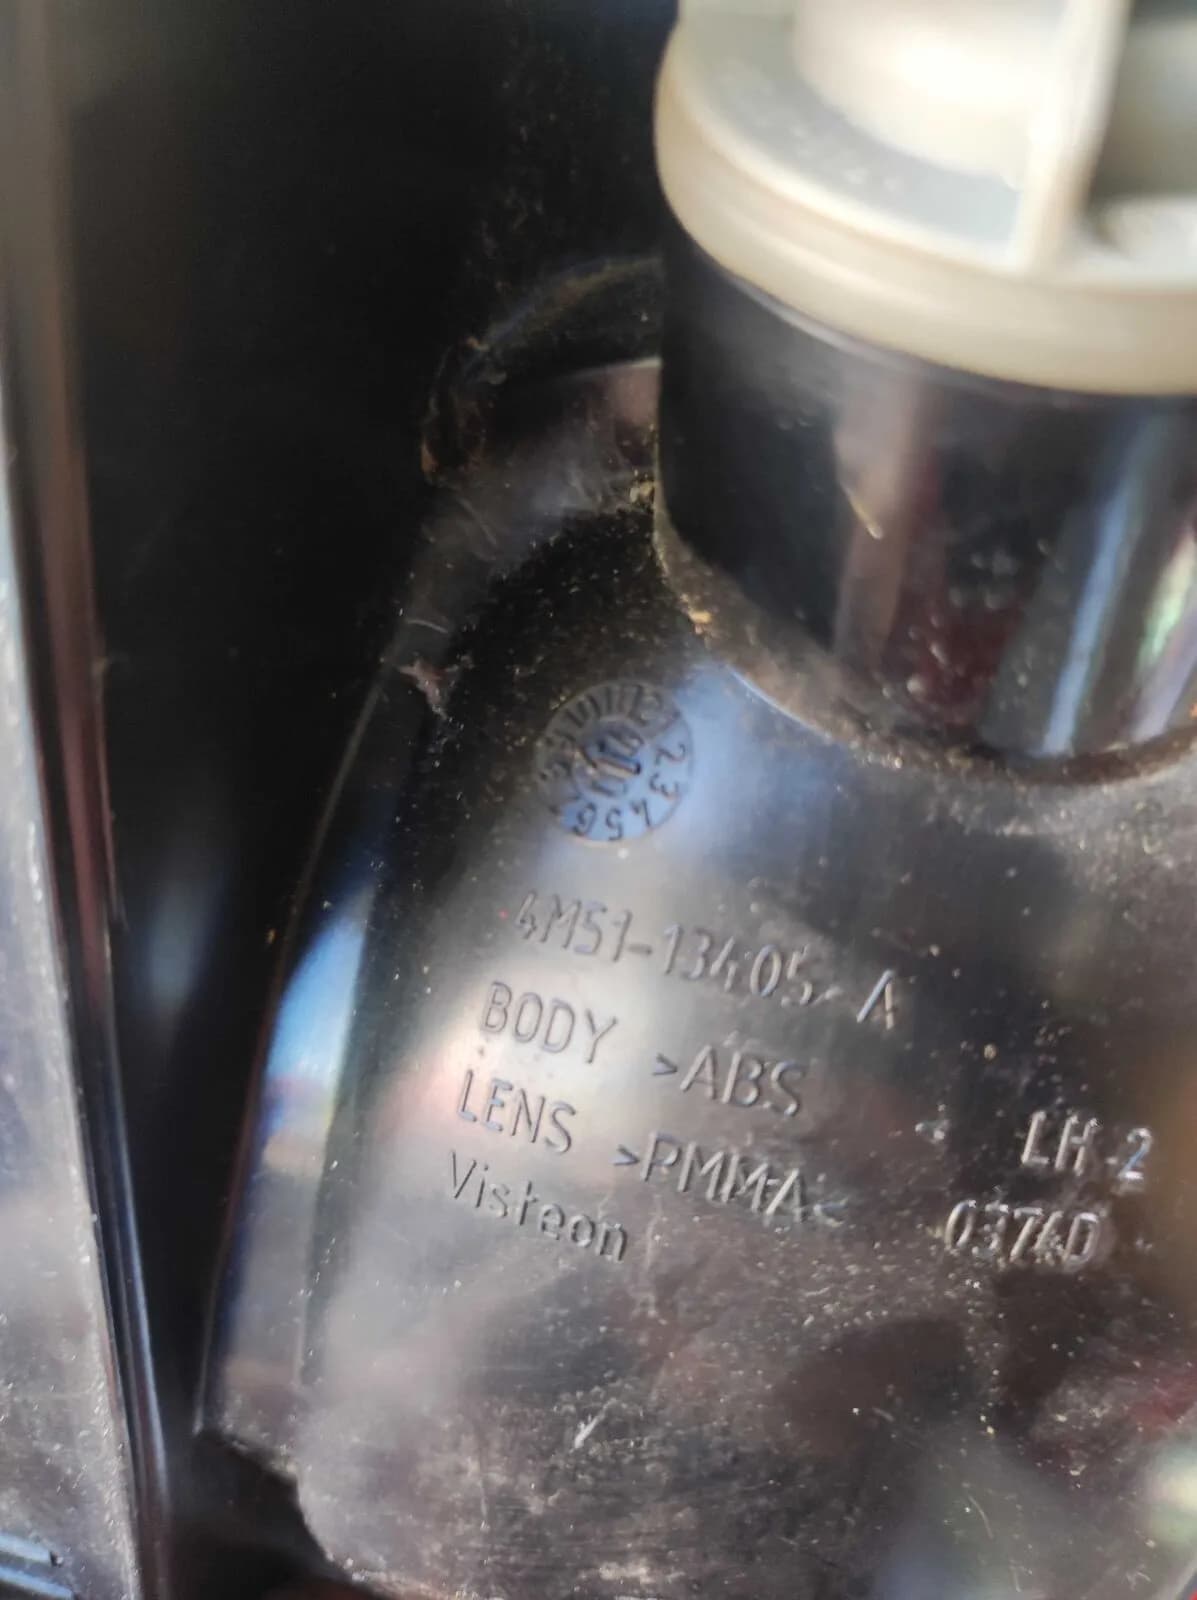 4M51-13405- A
BODY >ABS <
LENS >PMMA<
Visteon
LH-2
0374D